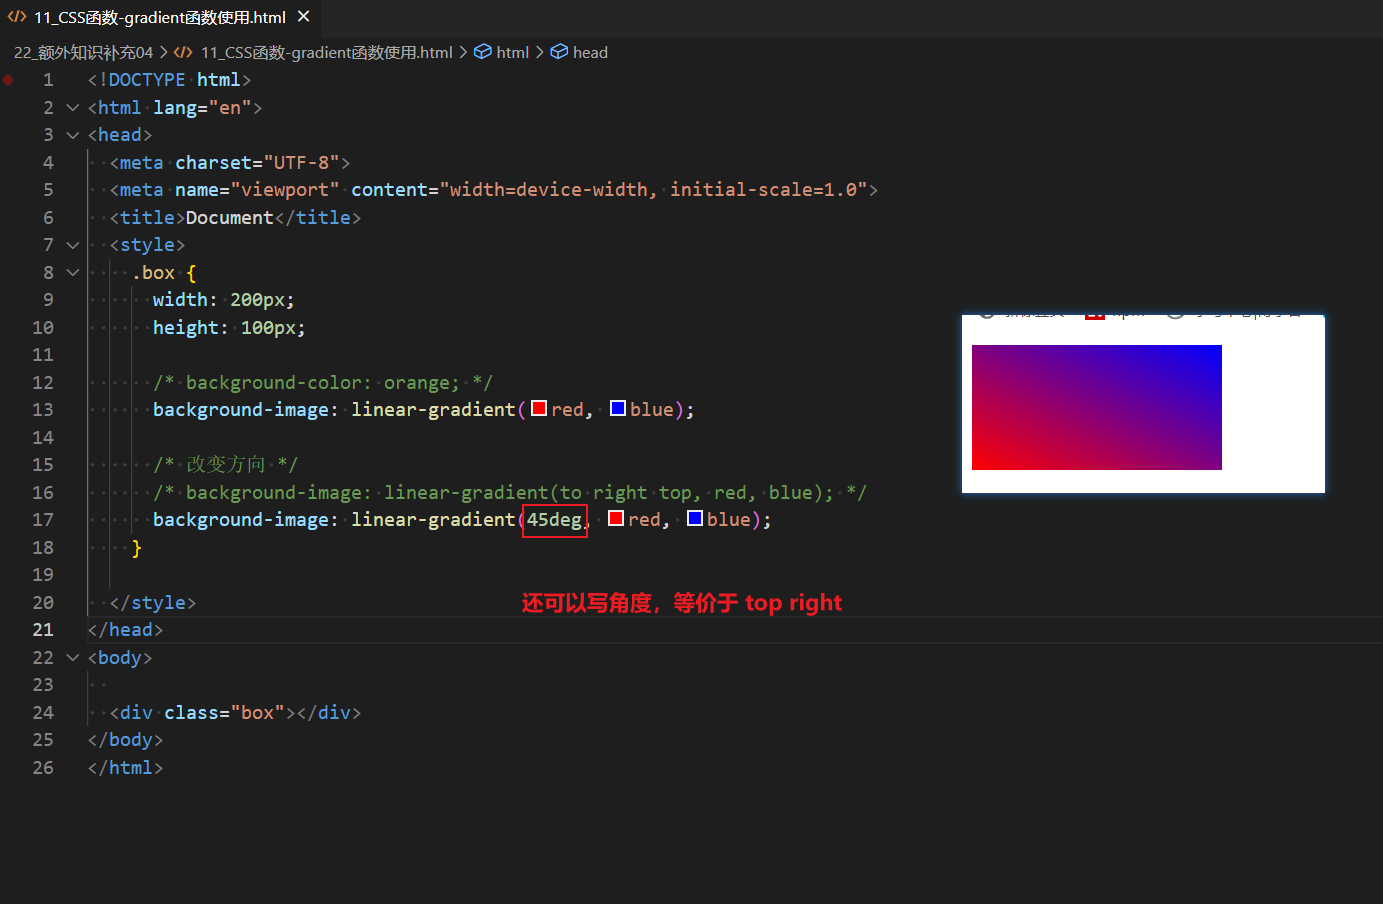 11_CSS函数-gradient函数使用.html
22_额外知识补充04 > 11_CSS函数-gradient函数使用.html > html > head
1 <!DOCTYPE html>
2 <html lang="en">
3 <head>
4 <meta charset="UTF-8">
5 <meta name="viewport" content="width=device-width, initial-scale=1.0">
6 <title>Document</title>
7 <style>
8 .box {
9 width: 200px;
10 height: 100px;
11
12 /* background-color: orange; */
13 background-image: linear-gradient(red, blue);
14
15 /* 改变方向 */
16 /* background-image: linear-gradient(to right top, red, blue); */
17 background-image: linear-gradient(45deg, red, blue);
18 }
19
20 </style>
还可以写角度，等价于 top right
21 </head>
22 <body>
23
24 <div class="box"></div>
25 </body>
26 </html>